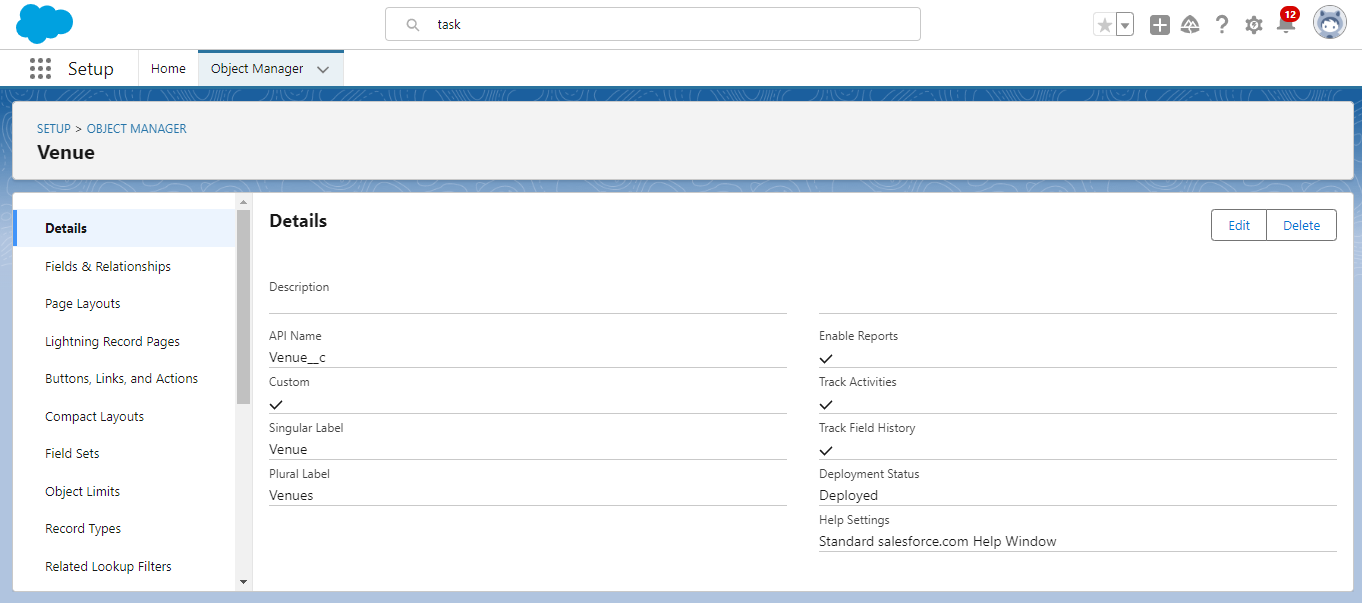 task
12
Setup
Home
Object Manager
SETUP > OBJECT MANAGER
Venue
Details
Fields & Relationships
Page Layouts
Lightning Record Pages
Buttons, Links, and Actions
Compact Layouts
Field Sets
Object Limits
Record Types
Related Lookup Filters
Details
Edit
Delete
Description
API Name
Venue__c
Custom
Singular Label
Venue
Plural Label
Venues
Enable Reports
Track Activities
Track Field History
Deployment Status
Deployed
Help Settings
Standard salesforce.com Help Window